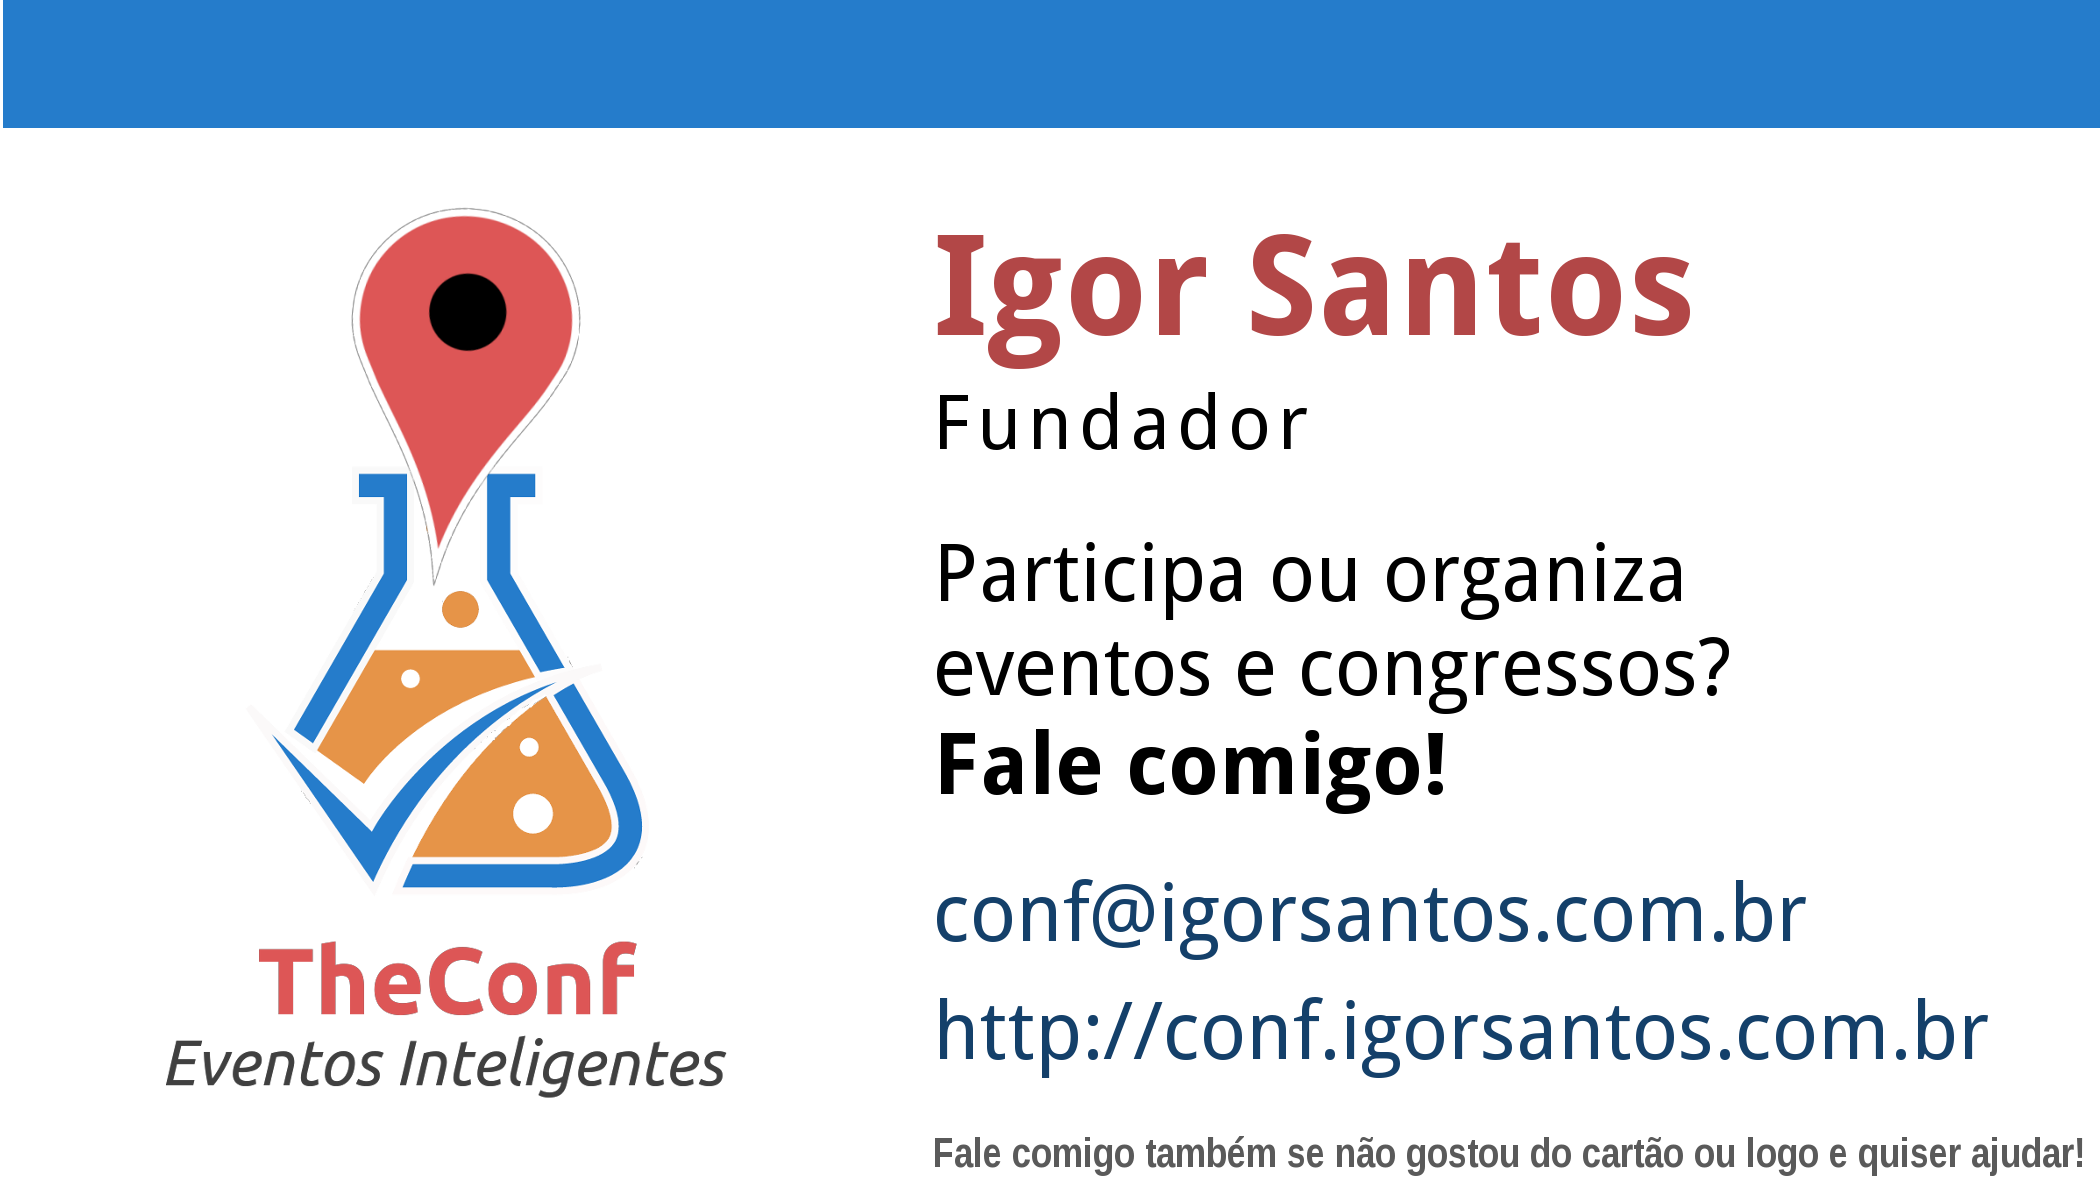 Igor Santos
Fundador
Participa ou organiza
eventos e congressos?
Fale comigo!
conf@igorsantos.com.br
http://conf.igorsantos.com.br
Fale comigo também se não gostou do cartão ou logo e quiser ajudar!
TheConf
Eventos Inteligentes